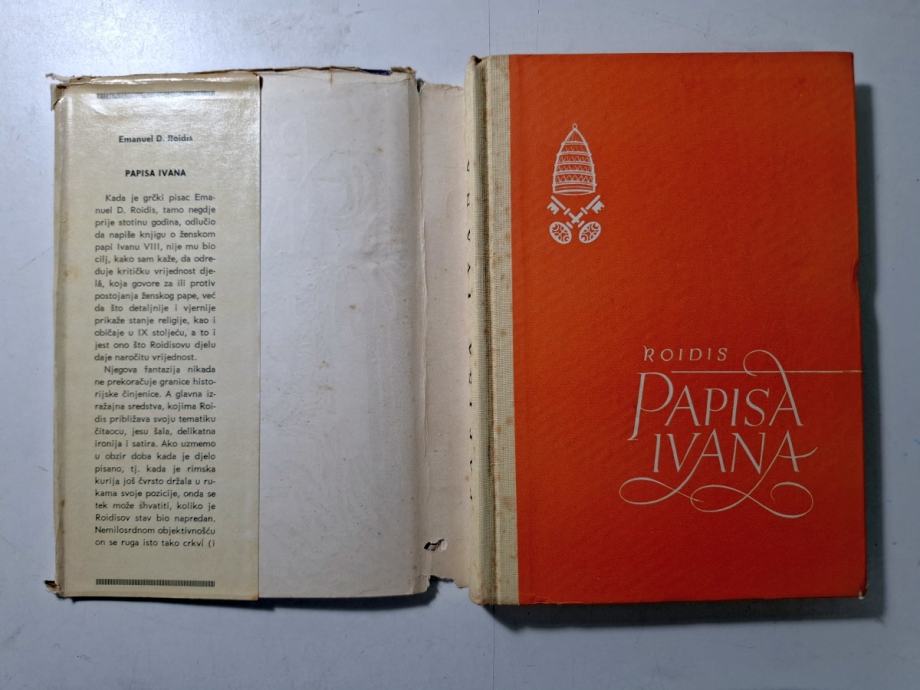 Emanuel D. Roidis
PAPISA IVANA
Kada je grčki pisac Ema-
nuel D. Roidis, tamo negdje
prije stotinu godina, odlučio
da napiše knjigu o ženskom
papi Ivanu VIII, nije mu bio
cilj, kako sam kaže, da odre-
đuje kritičku vrijednost dje-
lâ, koja govore za ili protiv
postojanja ženskog pape, već
da što detaljnije i vjernije
prikaže stanje religije, kao i
običaje u IX stoljeću, a to i
jest ono što Roidisovu djelu
daje naročitu vrijednost.
Njegova fantazija nikada
ne prekoračuje granice histo-
rijske činjenice. A glavna iz-
ražajna sredstva, kojima Roi-
dis približava svoju tematiku
čitaocu, jesu šala, delikatna
ironija i satira. Ako uzmemo
u obzir doba kada je djelo
pisano, tj. kada je rimska
kurija još čvrsto držala u ru-
kama svoje pozicije, onda se
tek može shvatiti, koliko je
Roidisov stav bio napredan.
Nemilosrdnom objektivnošću
on se ruga isto tako crkvi (i
ROIDIS
PAPISA
IVANA